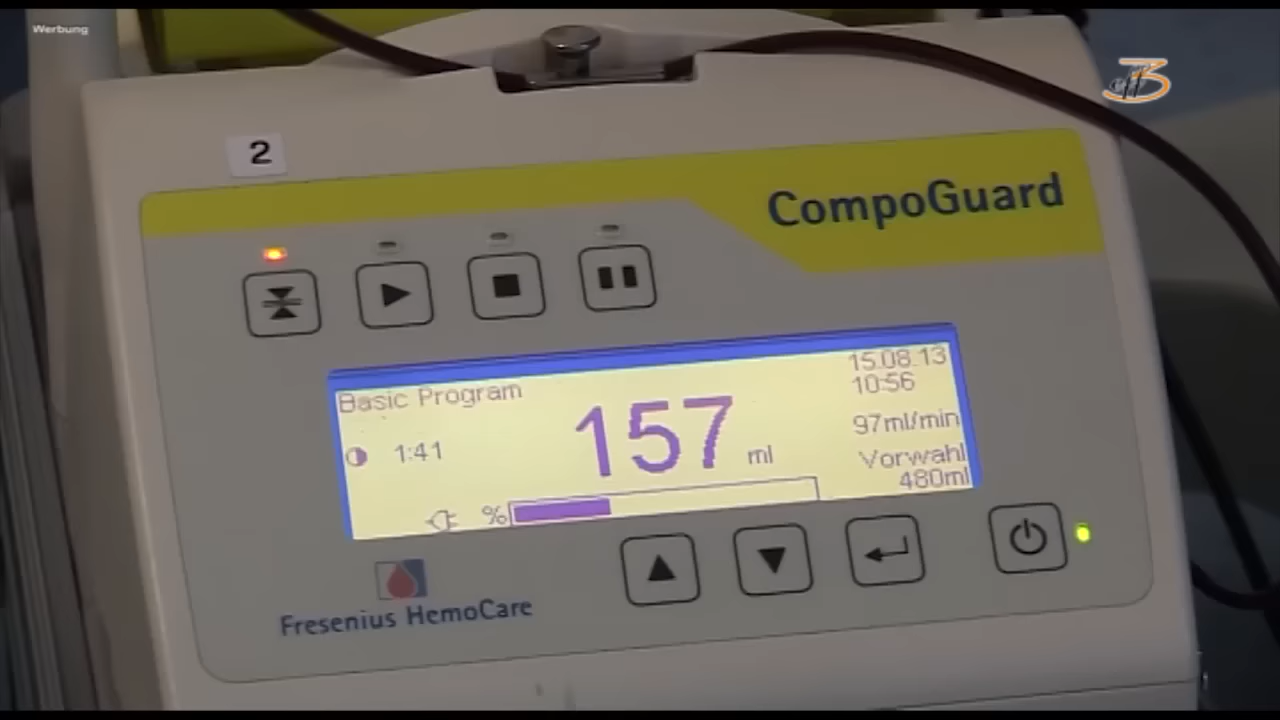 Werbung
eff3
2
CompoGuard
Basic Program
15.08.13
10:56
1:41
157 ml
97ml/min
Vorwahl
480ml
%
Fresenius HemoCare